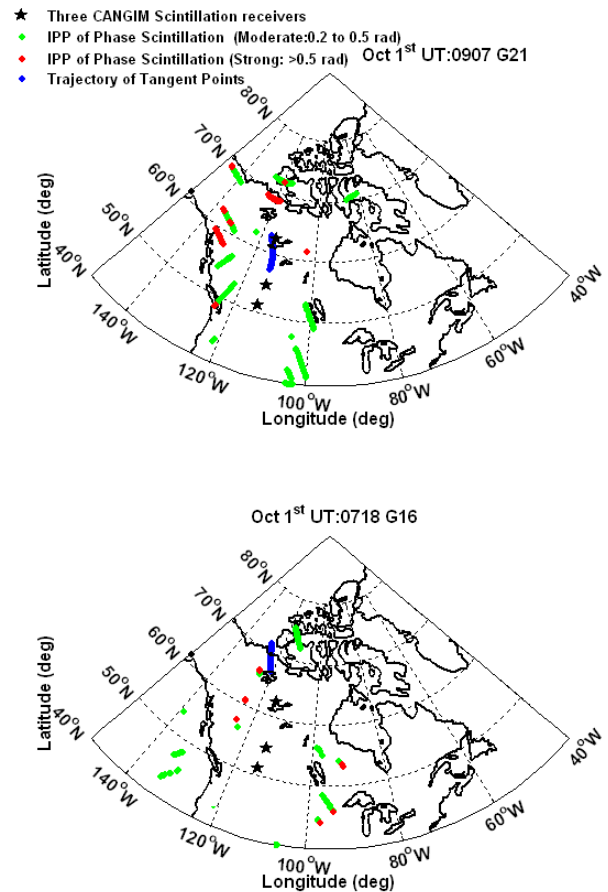 Three CANGIM Scintillation receivers
IPP of Phase Scintillation (Moderate:0.2 to 0.5 rad)
IPP of Phase Scintillation (Strong: >0.5 rad)
Oct 1st UT:0907 G21
Trajectory of Tangent Points
80°N
70°N
60°N
50°N
40°N
Latitude (deg)
140°W
120°W
100°W
80°W
60°W
40°W
Longitude (deg)
Oct 1st UT:0718 G16
80°N
70°N
60°N
50°N
40°N
Latitude (deg)
140°W
120°W
100°W
80°W
60°W
40°W
Longitude (deg)